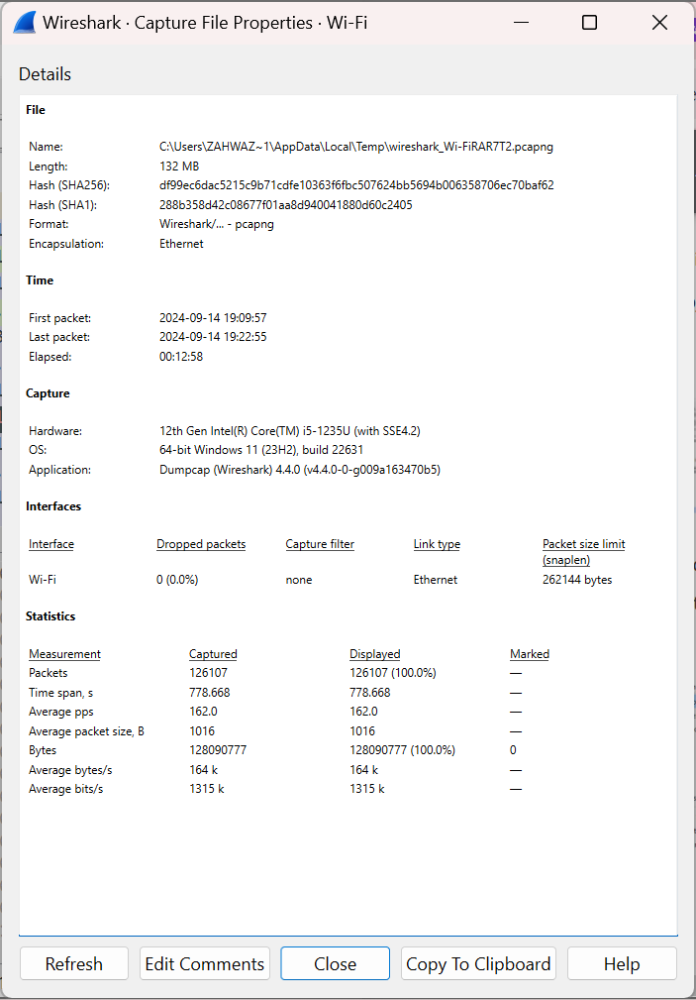 Wireshark · Capture File Properties · Wi-Fi
Details
File
Name: C:\Users\ZAHWAZ~1\AppData\Local\Temp\wireshark_Wi-FiRAR7T2.pcapng
Length: 132 MB
Hash (SHA256): df99ec6dac5215c9b71cdfe10363f6fbc507624bb5694b006358706ec70baf62
Hash (SHA1): 288b358d42c08677f01aa8d940041880d60c2405
Format: Wireshark/... - pcapng
Encapsulation: Ethernet
Time
First packet: 2024-09-14 19:09:57
Last packet: 2024-09-14 19:22:55
Elapsed: 00:12:58
Capture
Hardware: 12th Gen Intel(R) Core(TM) i5-1235U (with SSE4.2)
OS: 64-bit Windows 11 (23H2), build 22631
Application: Dumpcap (Wireshark) 4.4.0 (v4.4.0-0-g009a163470b5)
Interfaces
Interface Dropped packets Capture filter Link type Packet size limit
(snaplen)
Wi-Fi 0 (0.0%) none Ethernet 262144 bytes
Statistics
Measurement Captured Displayed Marked
Packets 126107 126107 (100.0%) —
Time span, s 778.668 778.668 —
Average pps 162.0 162.0 —
Average packet size, B 1016 1016 —
Bytes 128090777 128090777 (100.0%) 0
Average bytes/s 164 k 164 k —
Average bits/s 1315 k 1315 k —
Refresh Edit Comments Close Copy To Clipboard Help